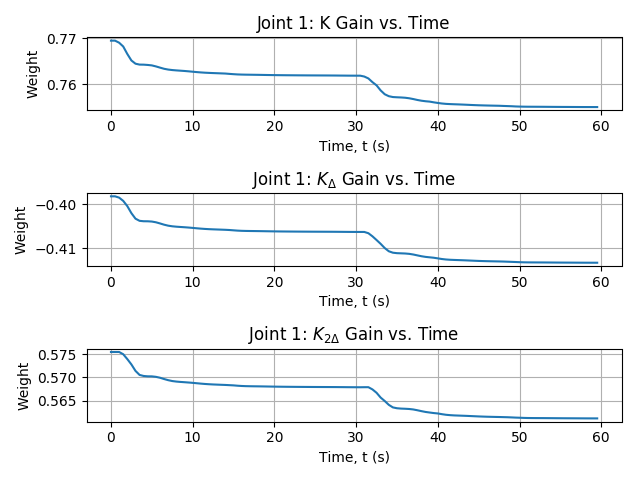 Joint 1: K Gain vs. Time
0.77
0.76
Weight
0 10 20 30 40 50 60
Time, t (s)
Joint 1: K_Δ Gain vs. Time
−0.40
−0.41
Weight
0 10 20 30 40 50 60
Time, t (s)
Joint 1: K_{2Δ} Gain vs. Time
0.575
0.570
0.565
Weight
0 10 20 30 40 50 60
Time, t (s)